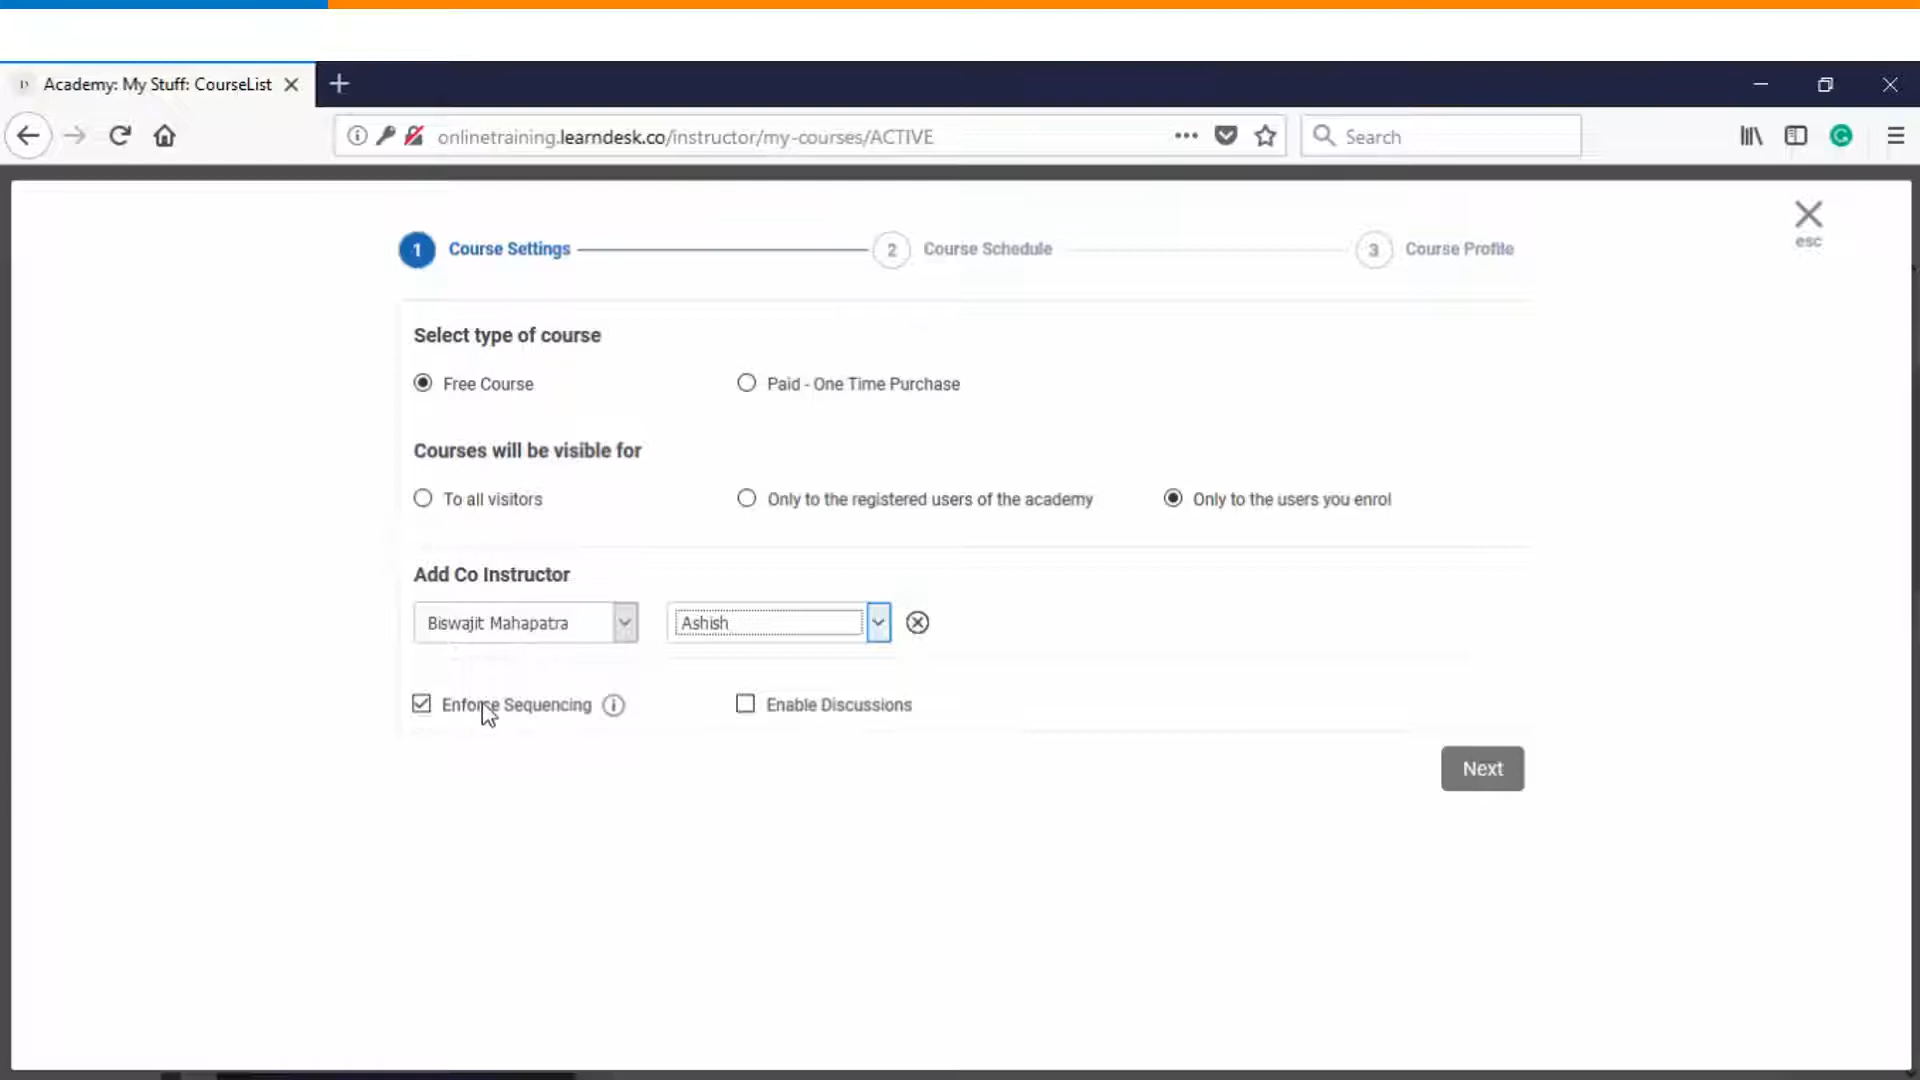 Academy: My Stuff: CourseList
onlinetraining.learndesk.co/instructor/my-courses/ACTIVE
Search
esc
1 Course Settings
2 Course Schedule
3 Course Profile
Select type of course
Free Course
Paid - One Time Purchase
Courses will be visible for
To all visitors
Only to the registered users of the academy
Only to the users you enrol
Add Co Instructor
Biswajit Mahapatra
Ashish
Enforce Sequencing
Enable Discussions
Next